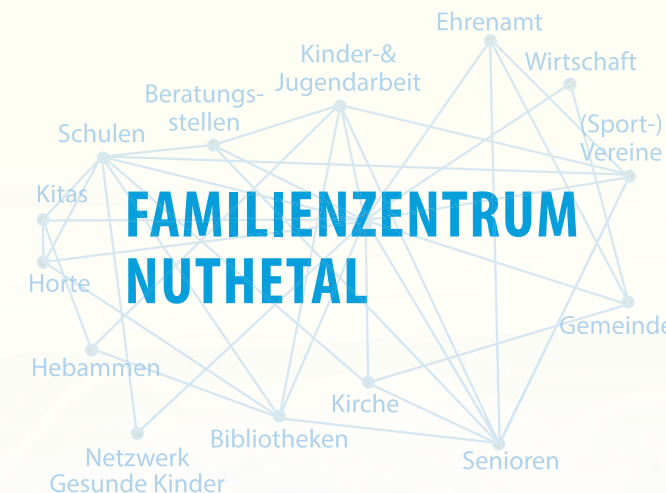 Ehrenamt
Kinder-&
Jugendarbeit
Wirtschaft
Beratungs-
stellen
(Sport-)
Vereine
Schulen
Kitas
FAMILIENZENTRUM
NUTHETAL
Horte
Gemeinde
Hebammen
Kirche
Bibliotheken
Senioren
Netzwerk
Gesunde Kinder